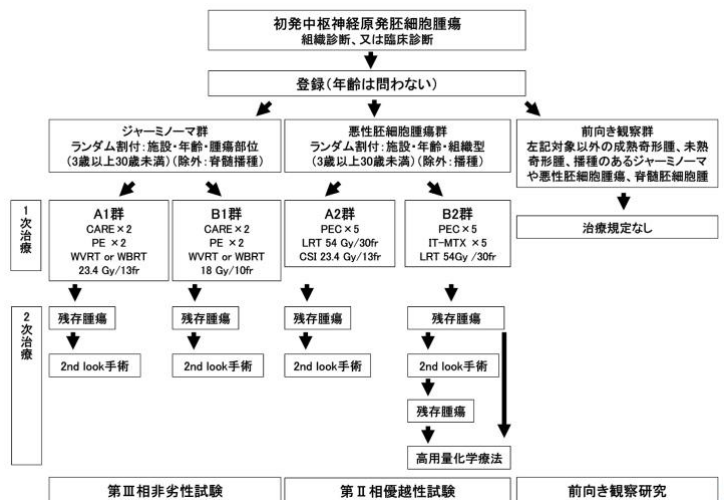 初発中枢神経原発胚細胞腫瘍
組織診断、又は臨床診断
登録(年齢は問わない)
ジャーミノーマ群
ランダム割付:施設・年齢・腫瘍部位
(3歳以上30歳未満)(除外:脊髄播種)
悪性胚細胞腫瘍群
ランダム割付:施設・年齢・組織型
(3歳以上30歳未満)(除外:播種)
前向き観察群
左記対象以外の成熟奇形腫、未熟
奇形腫、播種のあるジャーミノーマ
や悪性胚細胞腫瘍、脊髄胚細胞腫
1次治療
A1群
CARE×2
PE ×2
WVRT or WBRT
23.4 Gy/13fr
B1群
CARE×2
PE ×2
WVRT or WBRT
18 Gy/10fr
A2群
PEC×5
LRT 54 Gy/30fr
CSI 23.4 Gy/13fr
B2群
PEC×5
IT-MTX ×5
LRT 54Gy /30fr
治療規定なし
2次治療
残存腫瘍
残存腫瘍
残存腫瘍
残存腫瘍
2nd look手術
2nd look手術
2nd look手術
2nd look手術
残存腫瘍
高用量化学療法
第Ⅲ相非劣性試験
第Ⅱ相優越性試験
前向き観察研究